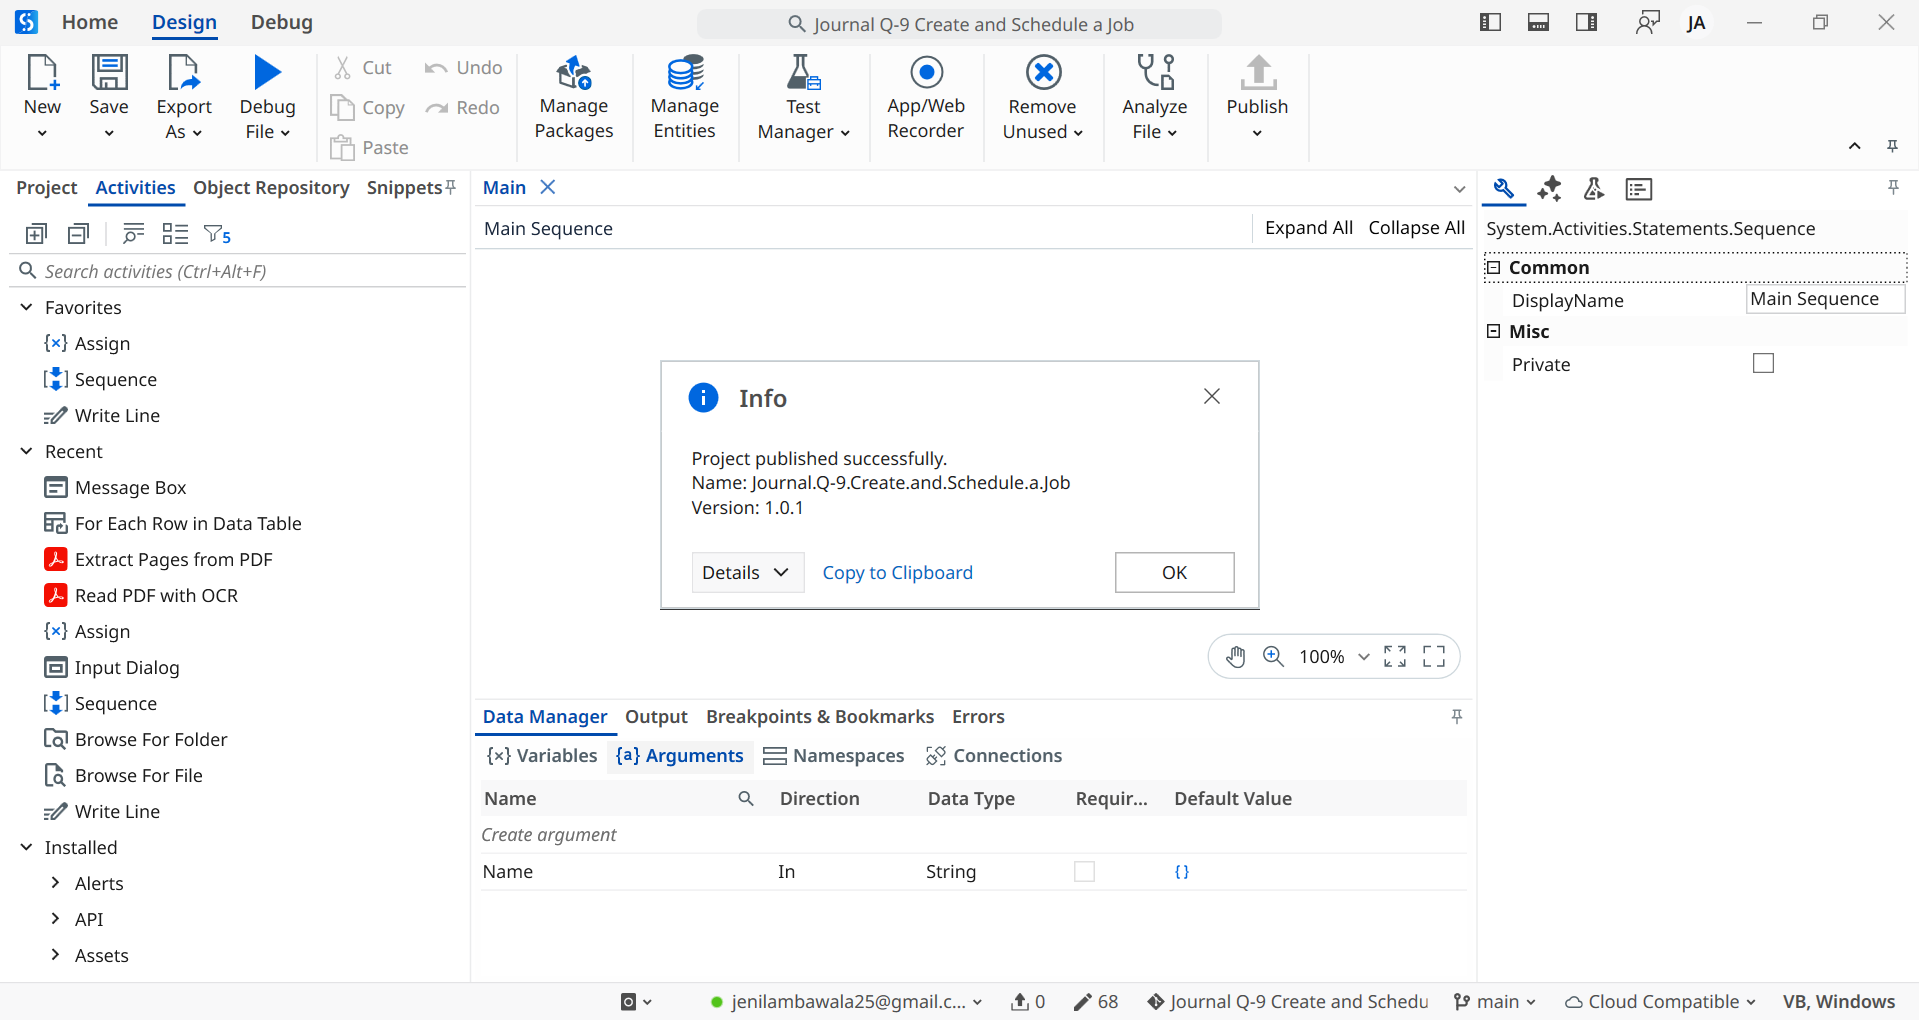 Home Design Debug
Journal Q-9 Create and Schedule a Job
JA
New
Save
Export As
Debug File
Cut
Copy
Paste
Undo
Redo
Manage Packages
Manage Entities
Test Manager
App/Web Recorder
Remove Unused
Analyze File
Publish
Project Activities Object Repository Snippets
5
Search activities (Ctrl+Alt+F)
Favorites
Assign
Sequence
Write Line
Recent
Message Box
For Each Row in Data Table
Extract Pages from PDF
Read PDF with OCR
Assign
Input Dialog
Sequence
Browse For Folder
Browse For File
Write Line
Installed
Alerts
API
Assets
Main
Main Sequence
Expand All Collapse All
Info
Project published successfully.
Name: Journal.Q-9.Create.and.Schedule.a.Job
Version: 1.0.1
Details Copy to Clipboard OK
100%
Data Manager Output Breakpoints & Bookmarks Errors
{x} Variables {a} Arguments Namespaces Connections
Name Direction Data Type Requir... Default Value
Create argument
Name In String {}
System.Activities.Statements.Sequence
Common
DisplayName Main Sequence
Misc
Private
jenilambawala25@gmail.c... 0 68 Journal Q-9 Create and Schedu main Cloud Compatible VB, Windows